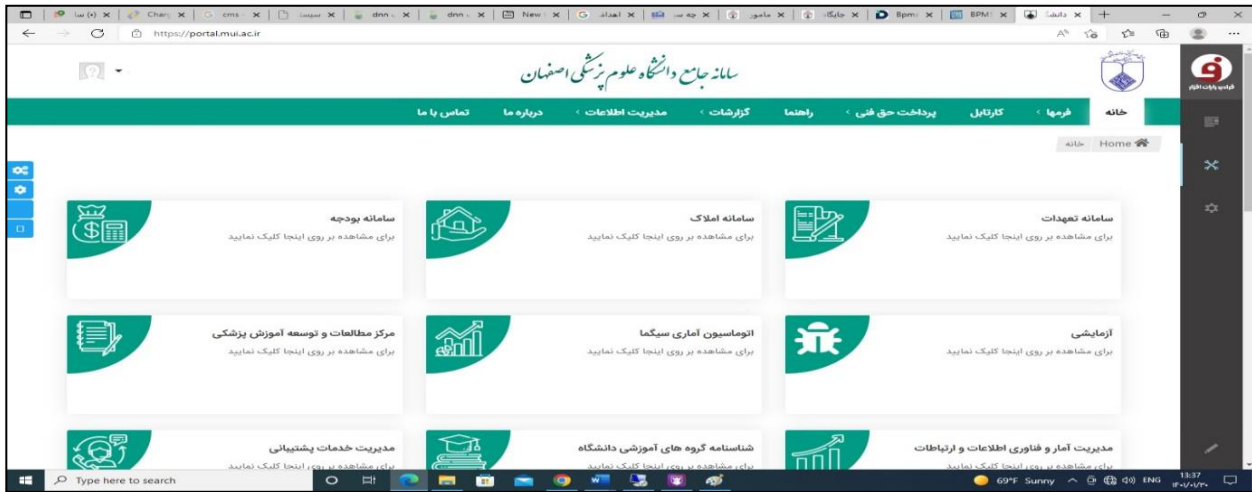 https://portal.mui.ac.ir
سامانه جامع دانشگاه علوم پزشکی اصفهان
خانه
فرمها
کارتابل
پرداخت حق فنی
راهنما
گزارشات
مدیریت اطلاعات
درباره ما
تماس با ما
Home خانه
سامانه تعهدات
برای مشاهده بر روی اینجا کلیک نمایید
سامانه املاک
برای مشاهده بر روی اینجا کلیک نمایید
سامانه بودجه
برای مشاهده بر روی اینجا کلیک نمایید
آزمایشی
برای مشاهده بر روی اینجا کلیک نمایید
اتوماسیون آماری سیگما
برای مشاهده بر روی اینجا کلیک نمایید
مرکز مطالعات و توسعه آموزش پزشکی
برای مشاهده بر روی اینجا کلیک نمایید
مدیریت آمار و فناوری اطلاعات و ارتباطات
برای مشاهده بر روی اینجا کلیک نمایید
شناسنامه گروه های آموزشی دانشگاه
برای مشاهده بر روی اینجا کلیک نمایید
مدیریت خدمات پشتیبانی
برای مشاهده بر روی اینجا کلیک نمایید
Type here to search
69°F Sunny
ENG
13:37